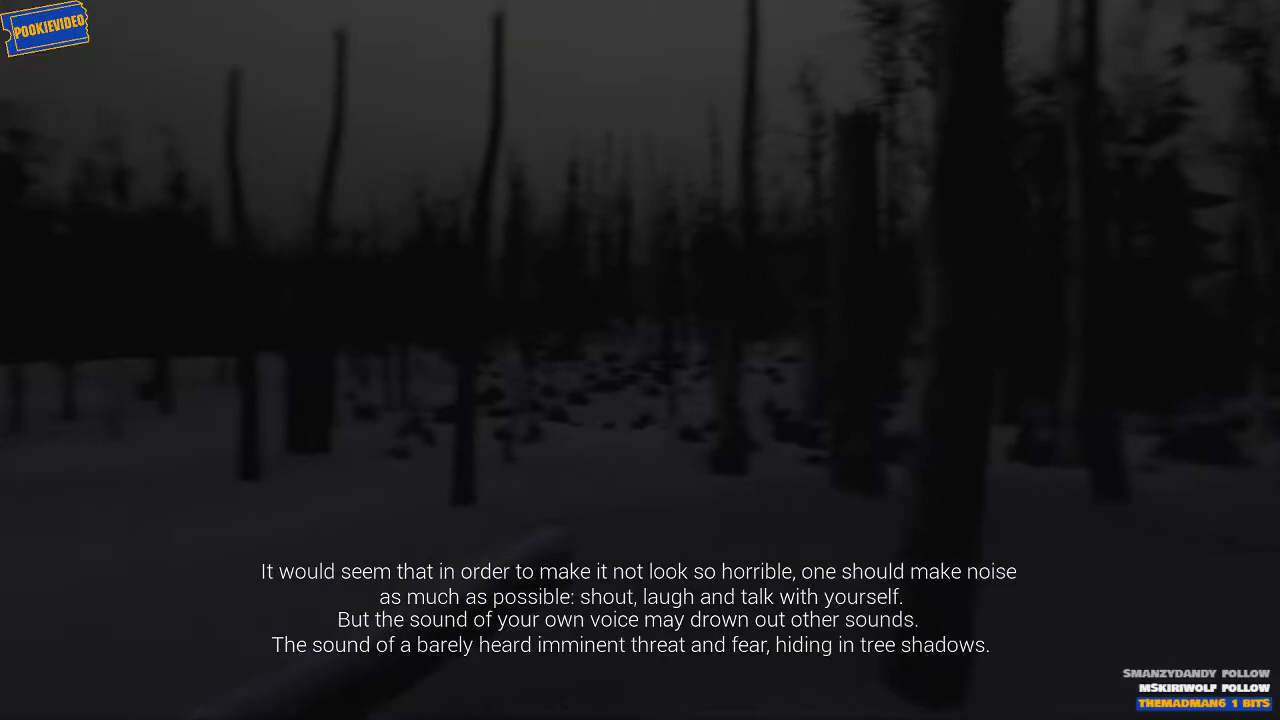 POOKIEVIDEO
It would seem that in order to make it not look so horrible, one should make noise
as much as possible: shout, laugh and talk with yourself.
But the sound of your own voice may drown out other sounds.
The sound of a barely heard imminent threat and fear, hiding in tree shadows.
SMANZYDANDY FOLLOW
MSKIRIWOLF FOLLOW
THEMADMAN6 1 BITS